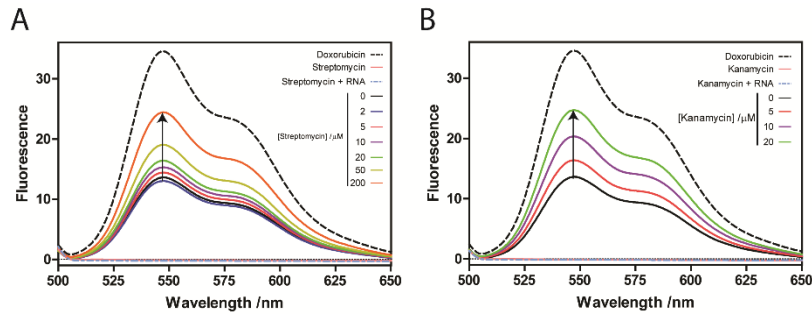 A
Fluorescence
30
20
10
0
500
525
550
575
600
625
650
Wavelength /nm
Doxorubicin
Streptomycin
Streptomycin + RNA
[Streptomycin] /µM
0
2
5
10
20
50
200
B
Fluorescence
30
20
10
0
500
525
550
575
600
625
650
Wavelength /nm
Doxorubicin
Kanamycin
Kanamycin + RNA
[Kanamycin] /µM
0
5
10
20